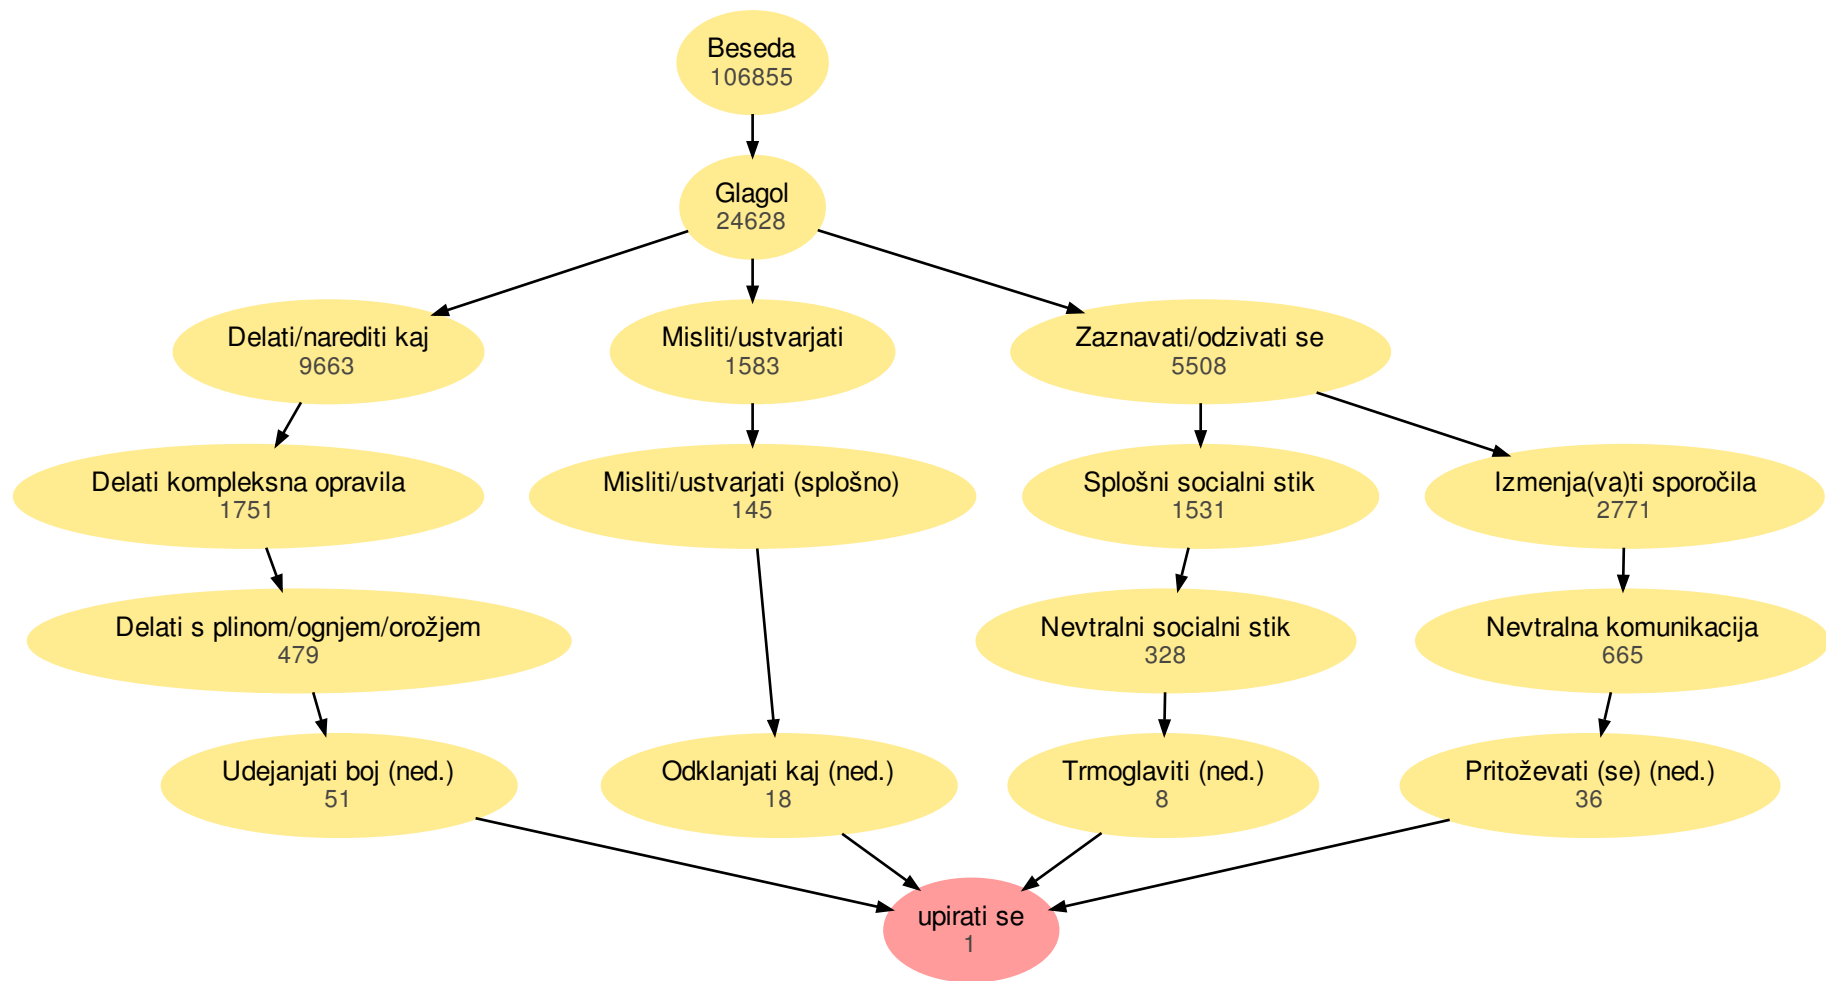 Beseda
106855
Glagol
24628
Delati/narediti kaj
9663
Misliti/ustvarjati
1583
Zaznavati/odzivati se
5508
Delati kompleksna opravila
1751
Misliti/ustvarjati (splošno)
145
Splošni socialni stik
1531
Izmenja(va)ti sporočila
2771
Delati s plinom/ognjem/orožjem
479
Nevtralni socialni stik
328
Nevtralna komunikacija
665
Udejanjati boj (ned.)
51
Odklanjati kaj (ned.)
18
Trmoglaviti (ned.)
8
Pritoževati (se) (ned.)
36
upirati se
1